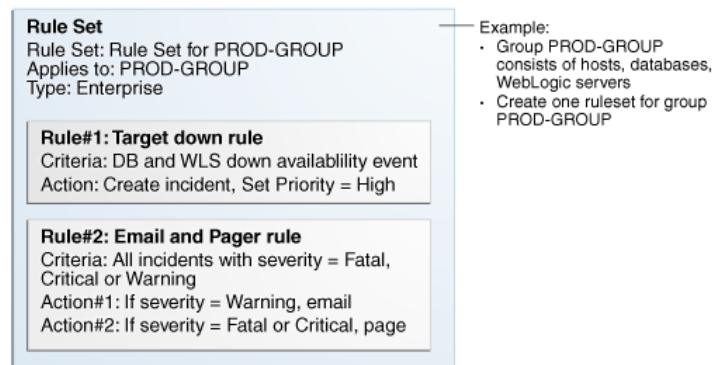 Rule Set
Rule Set: Rule Set for PROD-GROUP
Applies to: PROD-GROUP
Type: Enterprise
Rule#1: Target down rule
Criteria: DB and WLS down availablility event
Action: Create incident, Set Priority = High
Rule#2: Email and Pager rule
Criteria: All incidents with severity = Fatal,
Critical or Warning
Action#1: If severity = Warning, email
Action#2: If severity = Fatal or Critical, page
Example:
• Group PROD-GROUP
consists of hosts, databases,
WebLogic servers
• Create one ruleset for group
PROD-GROUP